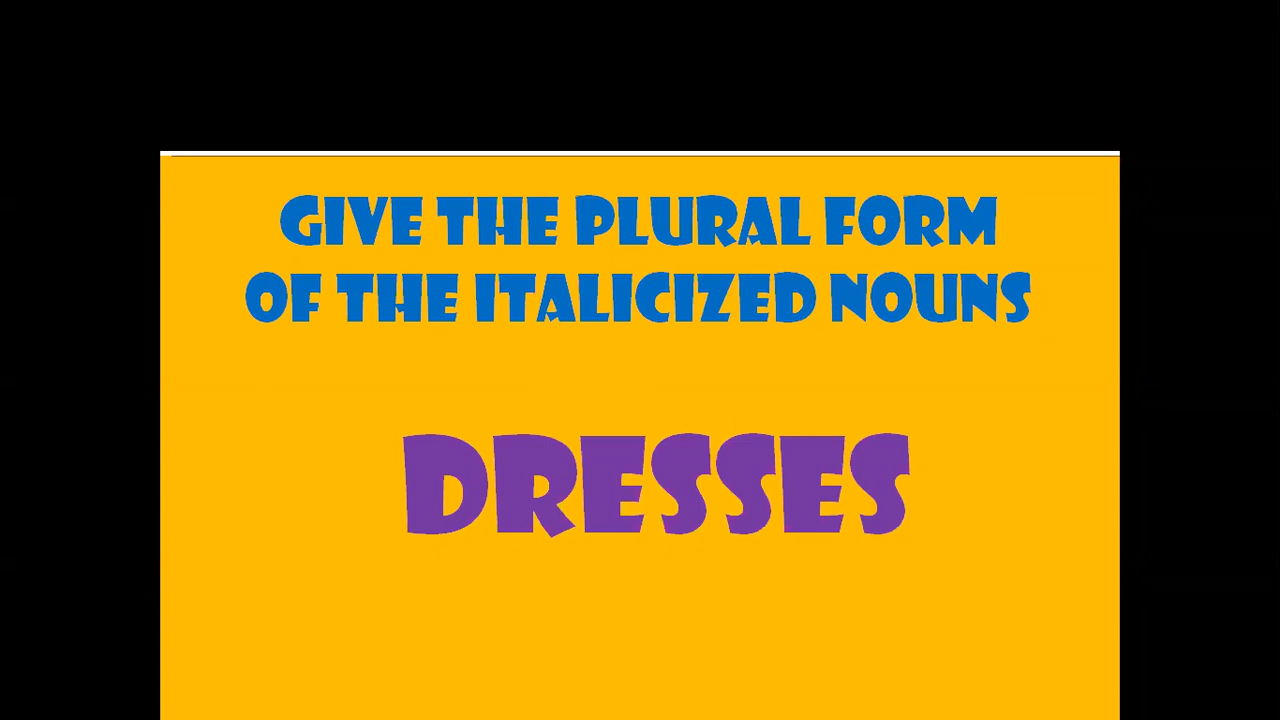 GIVE THE PLURAL FORM
OF THE ITALICIZED NOUNS
DRESSES